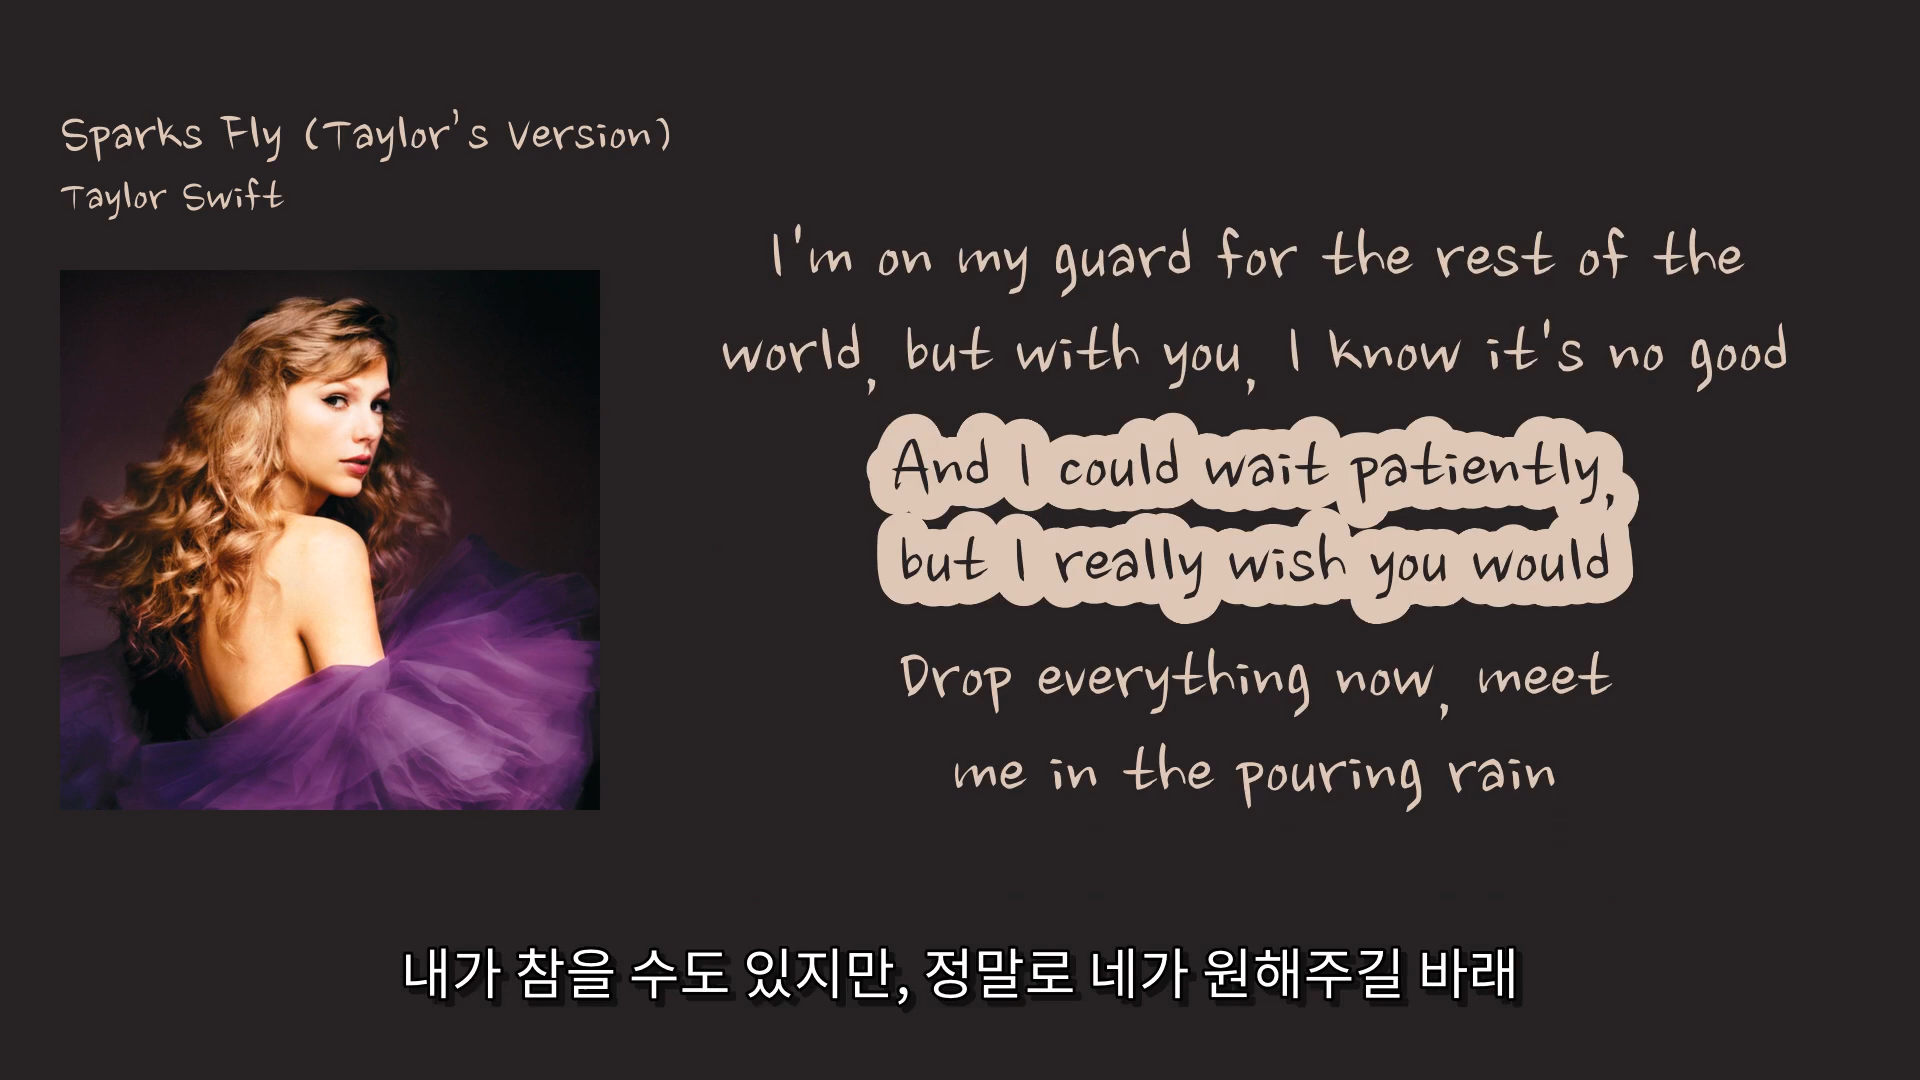 Sparks Fly (Taylor's Version)
Taylor Swift
I'm on my guard for the rest of the
world, but with you, I know it's no good
And I could wait patiently,
but I really wish you would
Drop everything now, meet
me in the pouring rain
내가 참을 수도 있지만, 정말로 네가 원해주길 바래